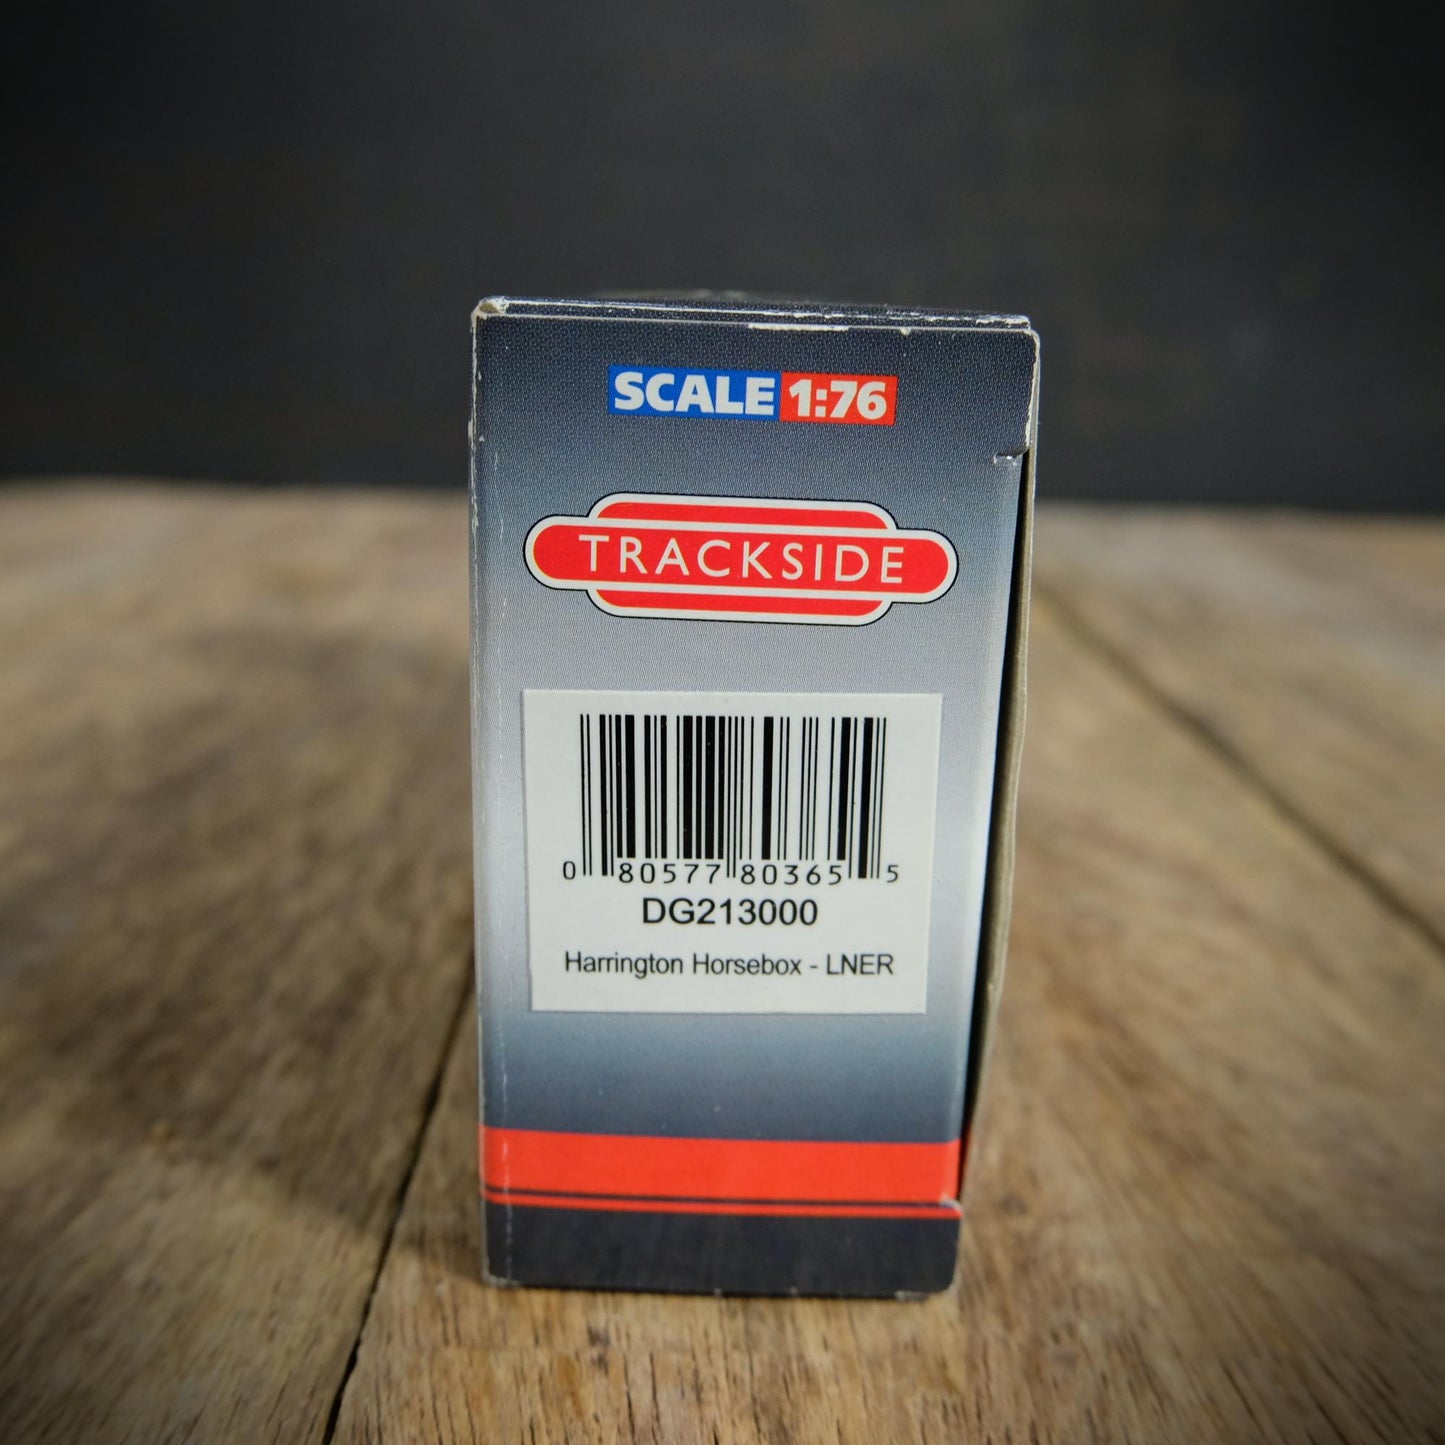 SCALE 1:76
TRACKSIDE
0 80577 80365 5
DG213000
Harrington Horsebox - LNER